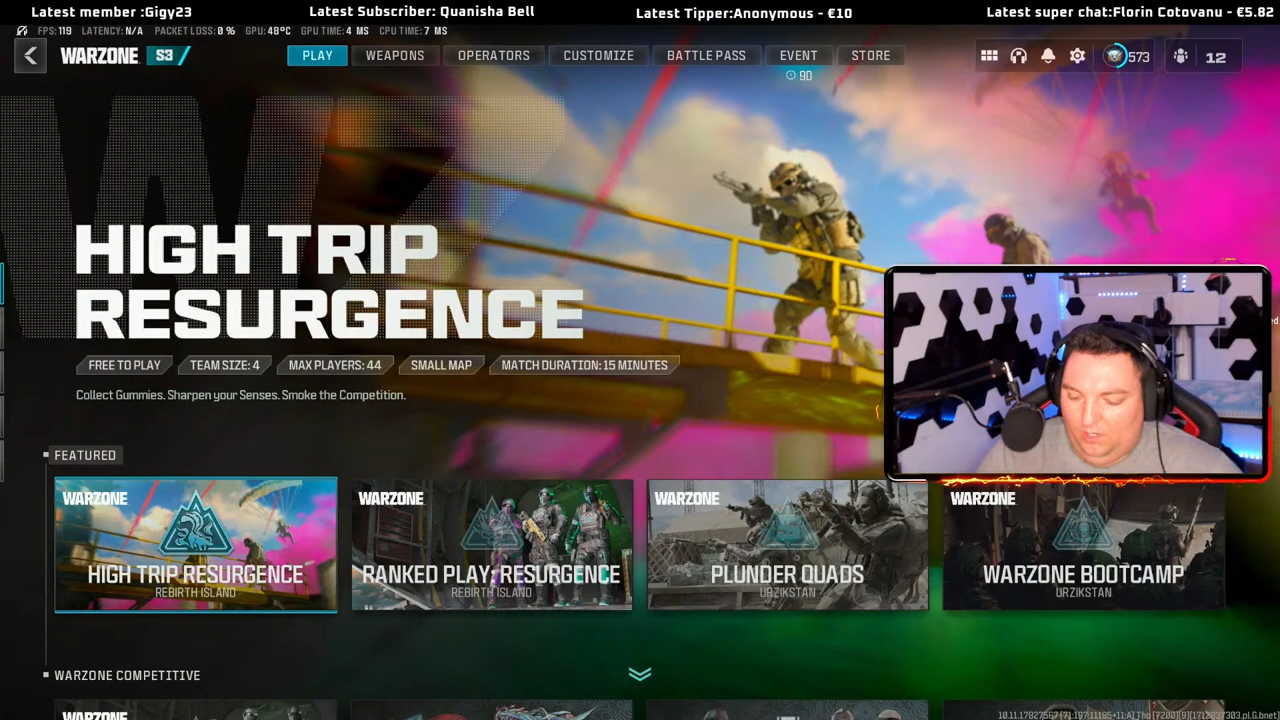 Latest member :Gigy23
Latest Subscriber: Quanisha Bell
Latest Tipper:Anonymous - €10
Latest super chat:Florin Cotovanu - €5.82
FPS: 119 LATENCY: N/A PACKET LOSS: 0 % GPU: 48°C GPU TIME: 4 MS CPU TIME: 7 MS
WARZONE S3
PLAY
WEAPONS
OPERATORS
CUSTOMIZE
BATTLE PASS
EVENT
STORE
573
12
90
HIGH TRIP
RESURGENCE
FREE TO PLAY
TEAM SIZE: 4
MAX PLAYERS: 44
SMALL MAP
MATCH DURATION: 15 MINUTES
Collect Gummies. Sharpen your Senses. Smoke the Competition.
FEATURED
WARZONE
HIGH TRIP RESURGENCE
REBIRTH ISLAND
WARZONE
RANKED PLAY: RESURGENCE
REBIRTH ISLAND
WARZONE
PLUNDER QUADS
URZIKSTAN
WARZONE
WARZONE BOOTCAMP
URZIKSTAN
WARZONE COMPETITIVE
WARZONE
WARZONE